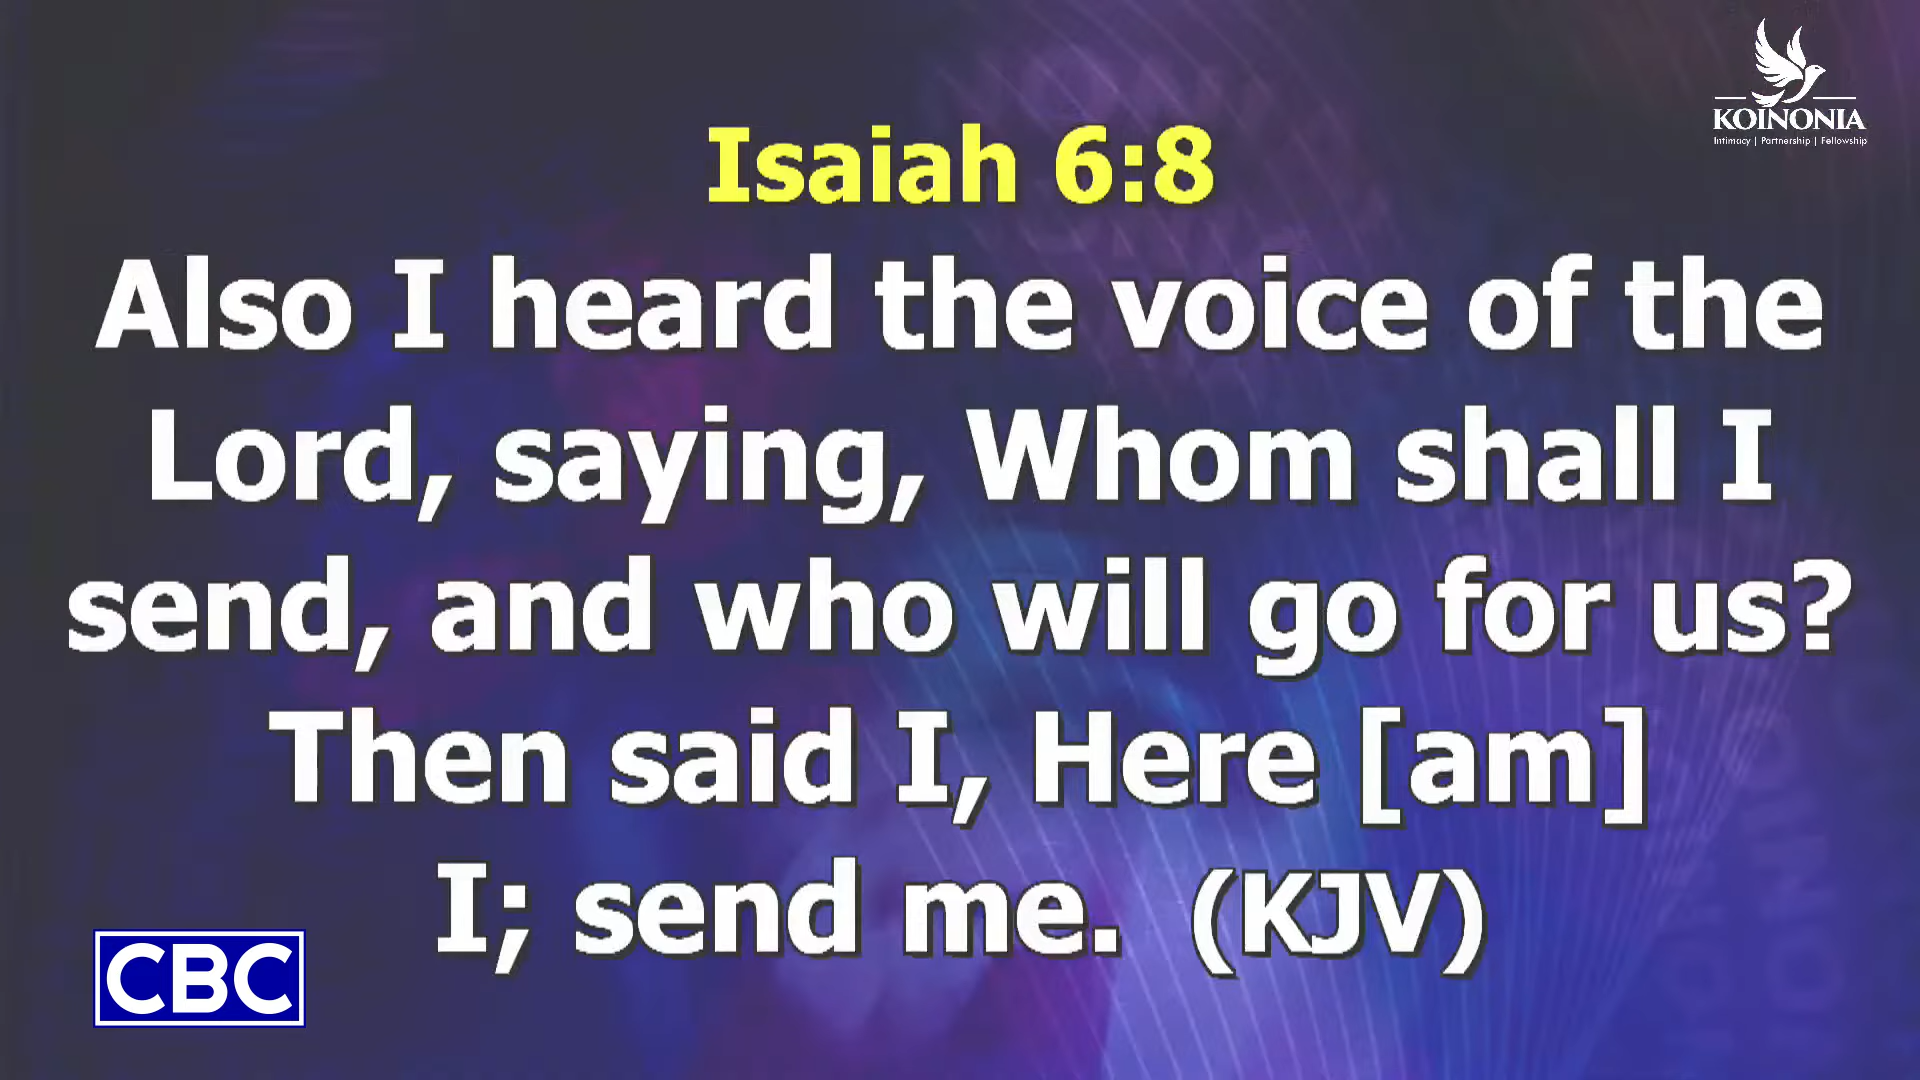 KOINONIA
Intimacy | Partnership | Fellowship
Isaiah 6:8
Also I heard the voice of the
Lord, saying, Whom shall I
send, and who will go for us?
Then said I, Here [am]
I; send me.  (KJV)
CBC